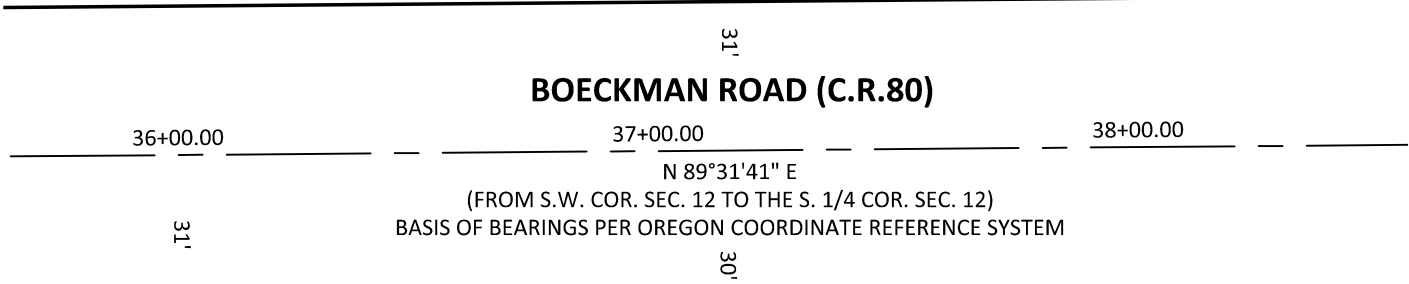 31'
BOECKMAN ROAD (C.R.80)
36+00.00
37+00.00
38+00.00
N 89°31'41" E
(FROM S.W. COR. SEC. 12 TO THE S. 1/4 COR. SEC. 12)
31'
BASIS OF BEARINGS PER OREGON COORDINATE REFERENCE SYSTEM
30'